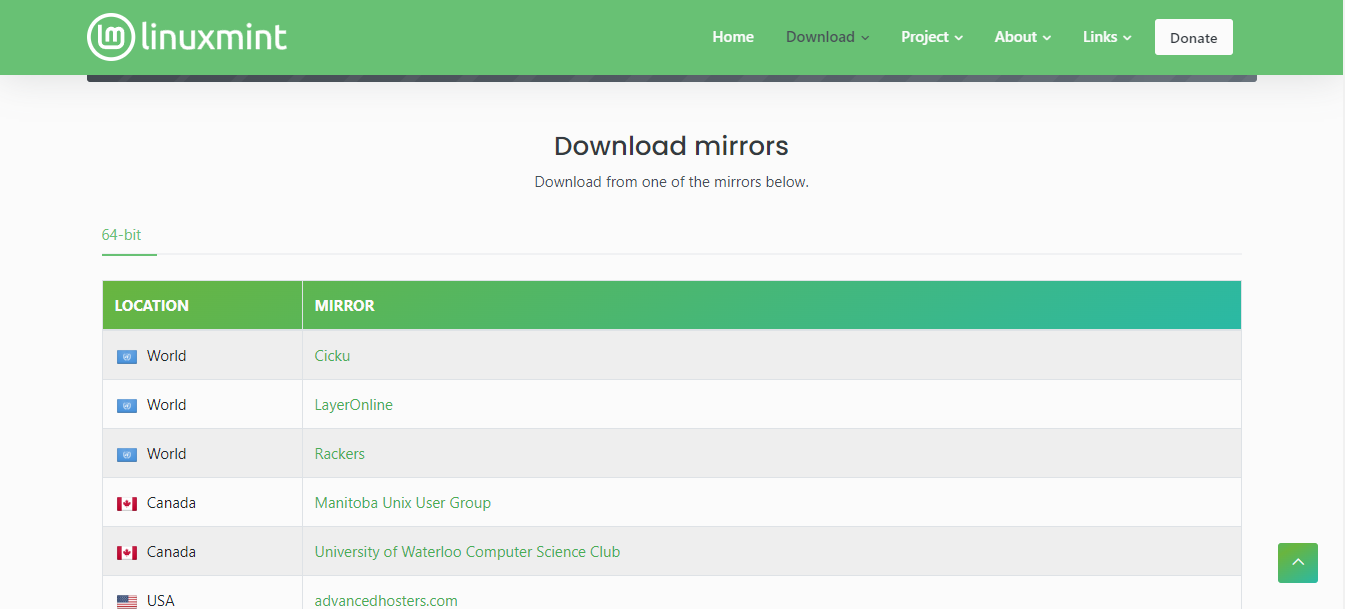 linuxmint
Home Download Project About Links Donate
Download mirrors
Download from one of the mirrors below.
64-bit
LOCATION MIRROR
World Cicku
World LayerOnline
World Rackers
Canada Manitoba Unix User Group
Canada University of Waterloo Computer Science Club
USA advancedhosters.com